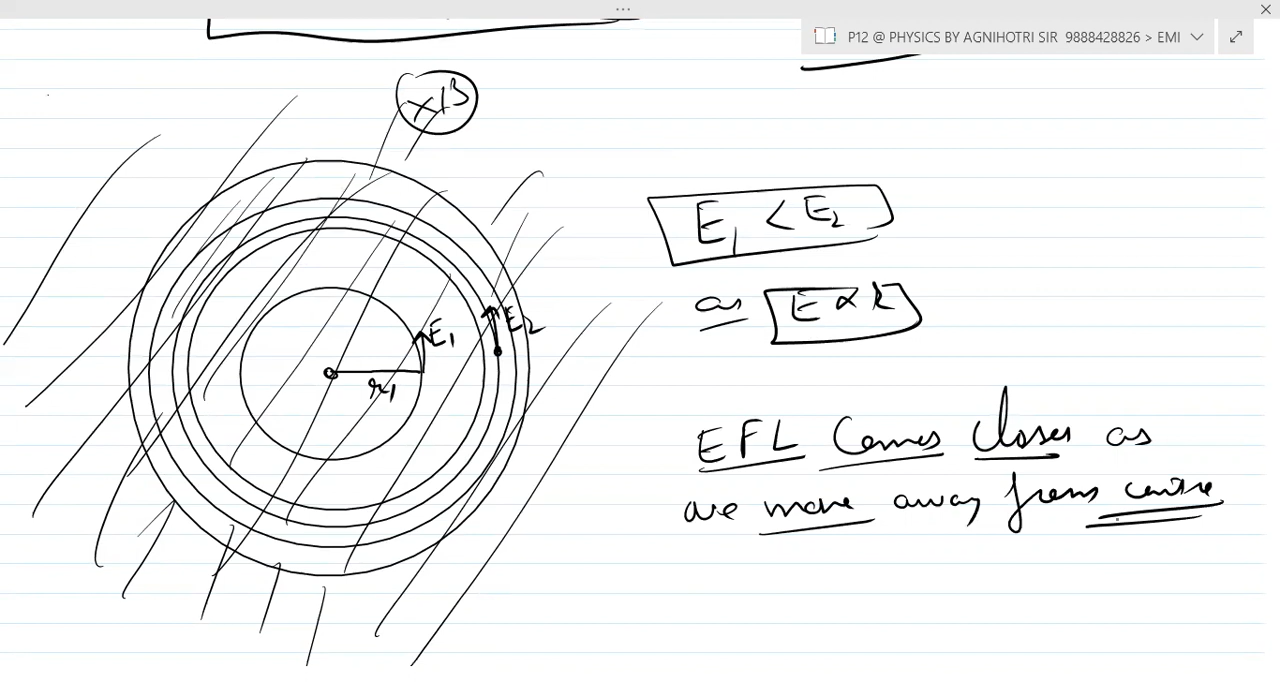 P12 @ PHYSICS BY AGNIHOTRI SIR 9888428826 > EMI
×B
E₁ < E₂
as E ∝ r
E₁
E₂
r₁
EFL Comes closer as
we move away from centre